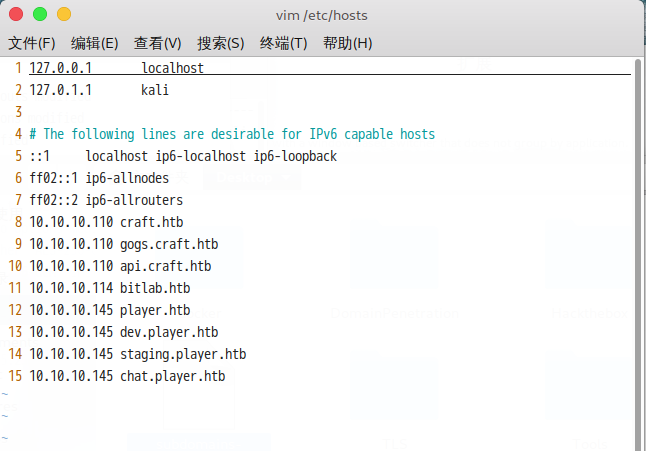 vim /etc/hosts
文件(F) 编辑(E) 查看(V) 搜索(S) 终端(T) 帮助(H)
1 127.0.0.1 localhost
2 127.0.1.1 kali
3
4 # The following lines are desirable for IPv6 capable hosts
5 ::1 localhost ip6-localhost ip6-loopback
6 ff02::1 ip6-allnodes
7 ff02::2 ip6-allrouters
8 10.10.10.110 craft.htb
9 10.10.10.110 gogs.craft.htb
10 10.10.10.110 api.craft.htb
11 10.10.10.114 bitlab.htb
12 10.10.10.145 player.htb
13 10.10.10.145 dev.player.htb
14 10.10.10.145 staging.player.htb
15 10.10.10.145 chat.player.htb
~
~
~